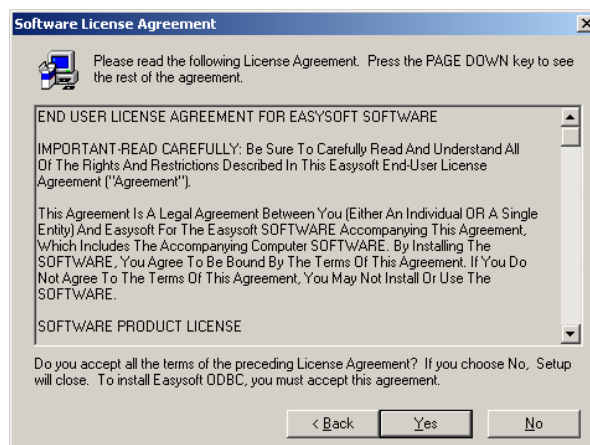 Software License Agreement
Please read the following License Agreement. Press the PAGE DOWN key to see
the rest of the agreement.
END USER LICENSE AGREEMENT FOR EASYSOFT SOFTWARE
IMPORTANT-READ CAREFULLY: Be Sure To Carefully Read And Understand All
Of The Rights And Restrictions Described In This Easysoft End-User License
Agreement ("Agreement").
This Agreement Is A Legal Agreement Between You (Either An Individual OR A Single
Entity) And Easysoft For The Easysoft SOFTWARE Accompanying This Agreement,
Which Includes The Accompanying Computer SOFTWARE. By Installing The
SOFTWARE, You Agree To Be Bound By The Terms Of This Agreement. If You Do
Not Agree To The Terms Of This Agreement, You May Not Install Or Use The
SOFTWARE.
SOFTWARE PRODUCT LICENSE
Do you accept all the terms of the preceding License Agreement? If you choose No, Setup
will close. To install Easysoft ODBC, you must accept this agreement.
< Back Yes No